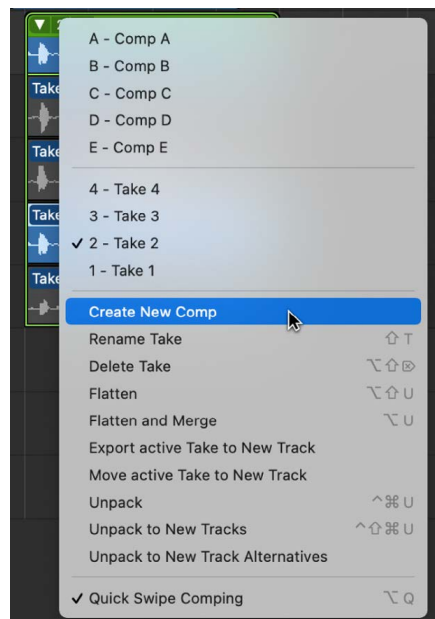 2
A - Comp A
B - Comp B
Take
C - Comp C
D - Comp D
Take
E - Comp E
4 - Take 4
Take
3 - Take 3
✓ 2 - Take 2
Take
1 - Take 1
Create New Comp
Rename Take ⇧ T
Delete Take ⌥⇧⌦
Flatten ⌥⇧ U
Flatten and Merge ⌥ U
Export active Take to New Track
Move active Take to New Track
Unpack ^⌘ U
Unpack to New Tracks ^⇧⌘ U
Unpack to New Track Alternatives
✓ Quick Swipe Comping ⌥ Q